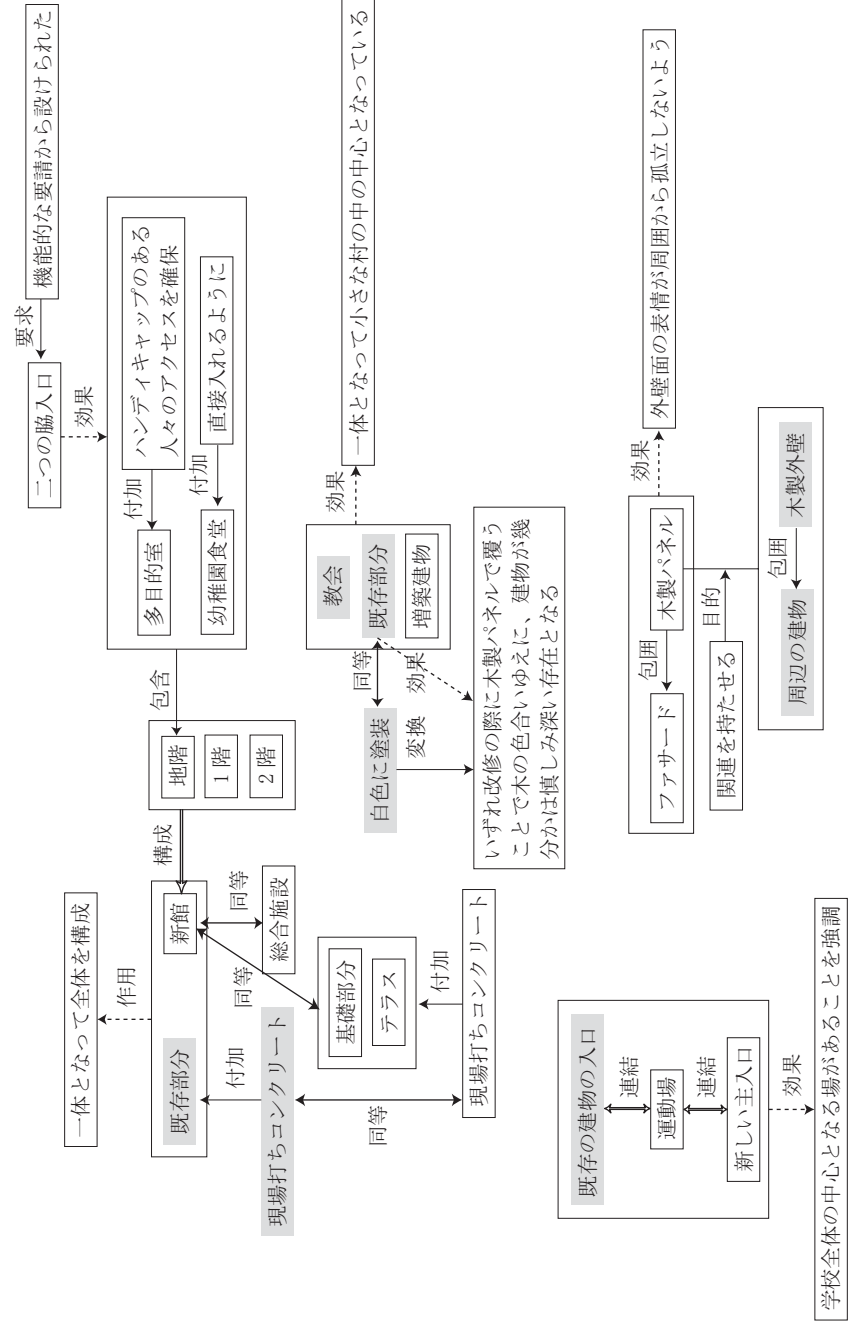 一体となって全体を構成
作用
既存部分
新館
構成
地階
1階
2階
包含
多目的室
付加
ハンディキャップのある
人々のアクセスを確保
幼稚園食堂
付加
直接入れるように
効果
二つの脇入口
要求
機能的な要請から設けられた
付加
現場打ちコンクリート
同等
同等
総合施設
基礎部分
テラス
付加
同等
現場打ちコンクリート
白色に塗装
同等
変換
効果
教会
既存部分
増築建物
効果
一体となって小さな村の中の中心となっている
いずれ改修の際に木製パネルで覆う
ことで木の色合いゆえに、建物が幾
分かは慎しみ深い存在となる
既存の建物の入口
連結
運動場
連結
新しい主入口
効果
学校全体の中心となる場があることを強調
ファサード
包囲
木製パネル
効果
外壁面の表情が周囲から孤立しないよう
関連を持たせる
目的
周辺の建物
包囲
木製外壁